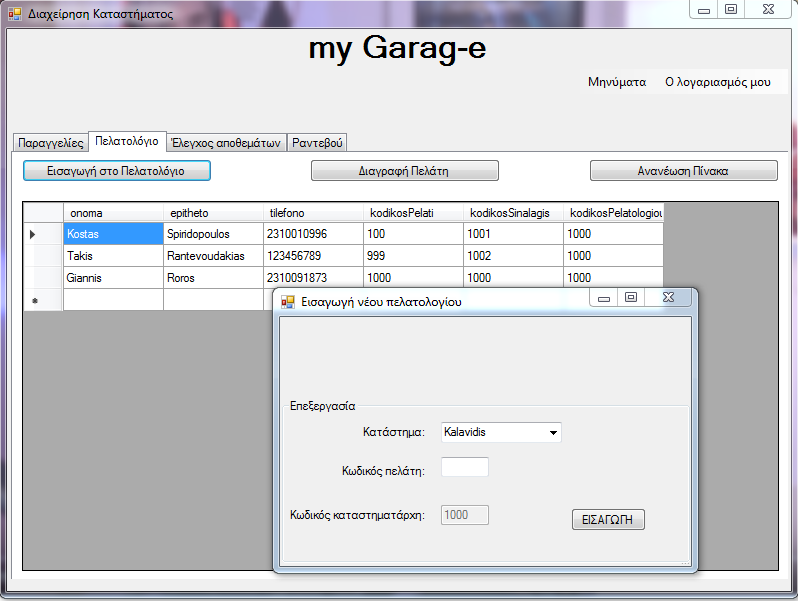 Διαχείρηση Καταστήματος
my Garag-e
Μηνύματα Ο λογαριασμός μου
Παραγγελίες Πελατολόγιο Έλεγχος αποθεμάτων Ραντεβού
Εισαγωγή στο Πελατολόγιο Διαγραφή Πελάτη Ανανέωση Πίνακα
onoma epitheto tilefono kodikosPelati kodikosSinalagis kodikosPelatologiou
Kostas Spiridopoulos 2310010996 100 1001 1000
Takis Rantevoudakias 123456789 999 1002 1000
Giannis Roros 2310091873 1000 1000 1000
Εισαγωγή νέου πελατολογίου
Επεξεργασία
Κατάστημα: Kalavidis
Κωδικός πελάτη:
Κωδικός καταστηματάρχη: 1000 ΕΙΣΑΓΩΓΗ